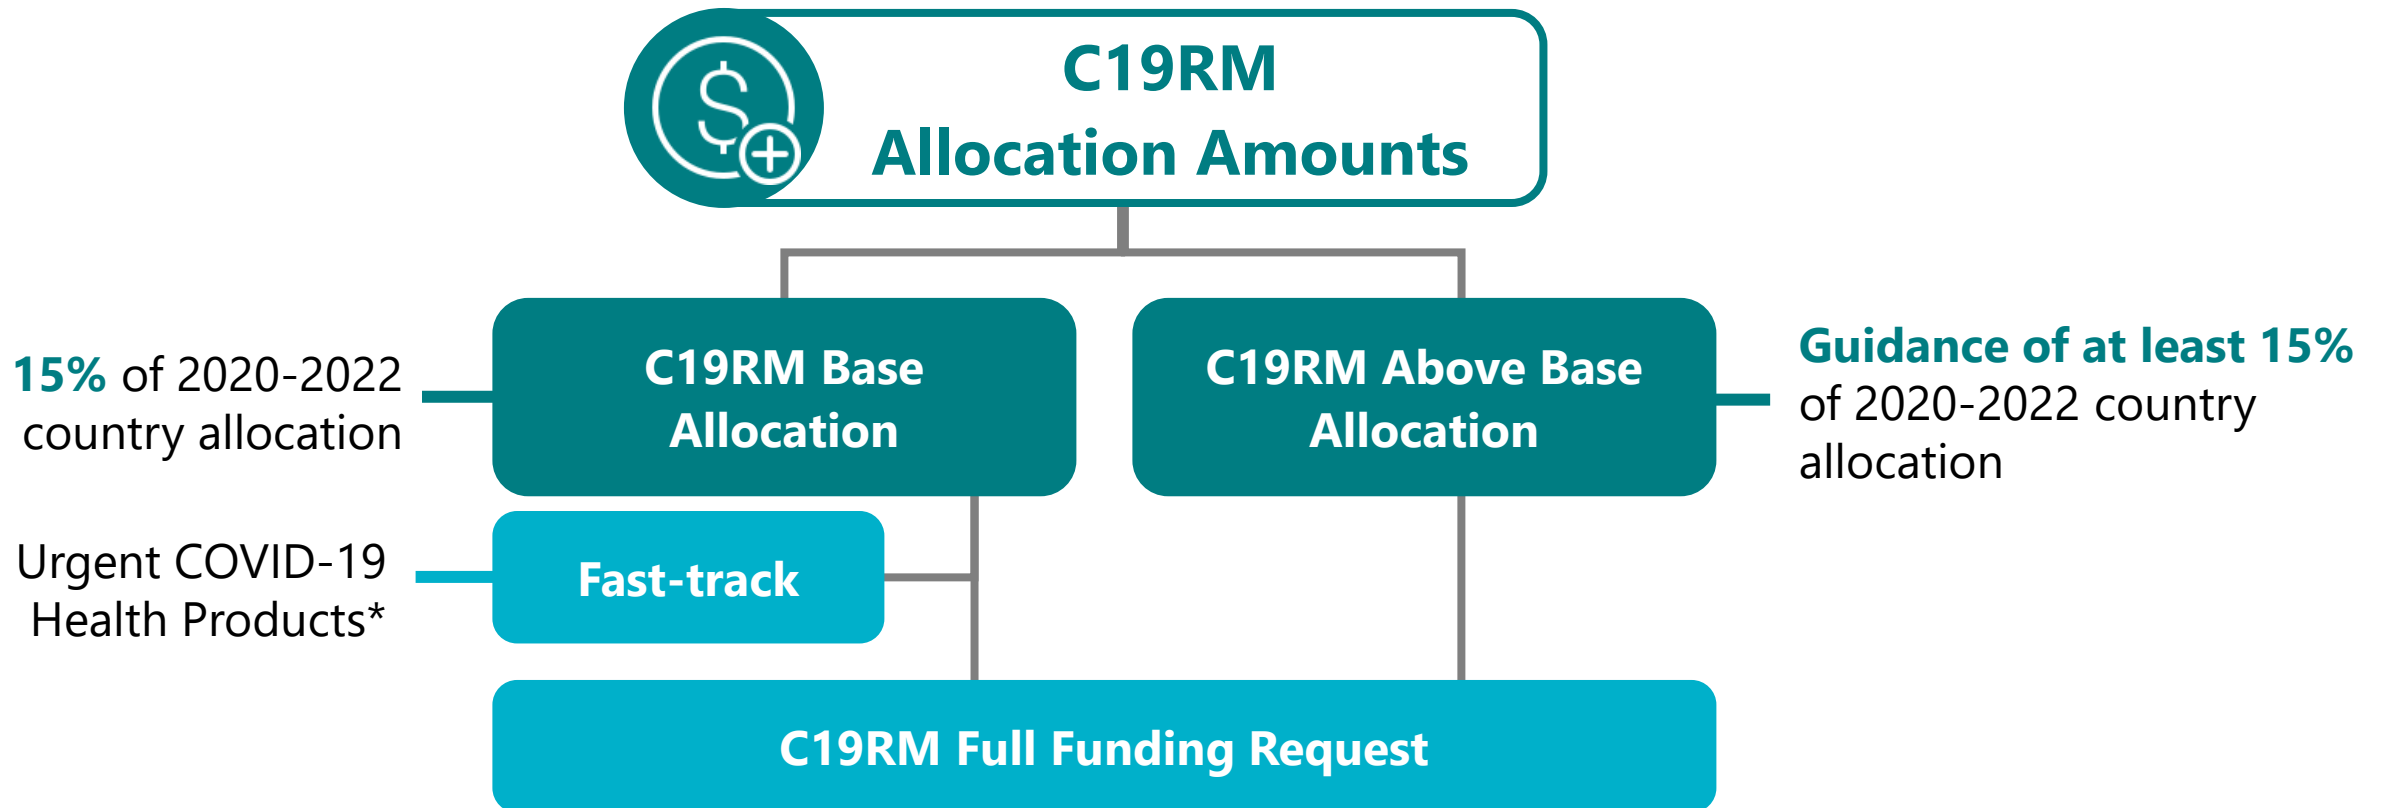 C19RM
Allocation Amounts
15% of 2020-2022
country allocation
C19RM Base
Allocation
C19RM Above Base
Allocation
Guidance of at least 15%
of 2020-2022 country
allocation
Urgent COVID-19
Health Products*
Fast-track
C19RM Full Funding Request